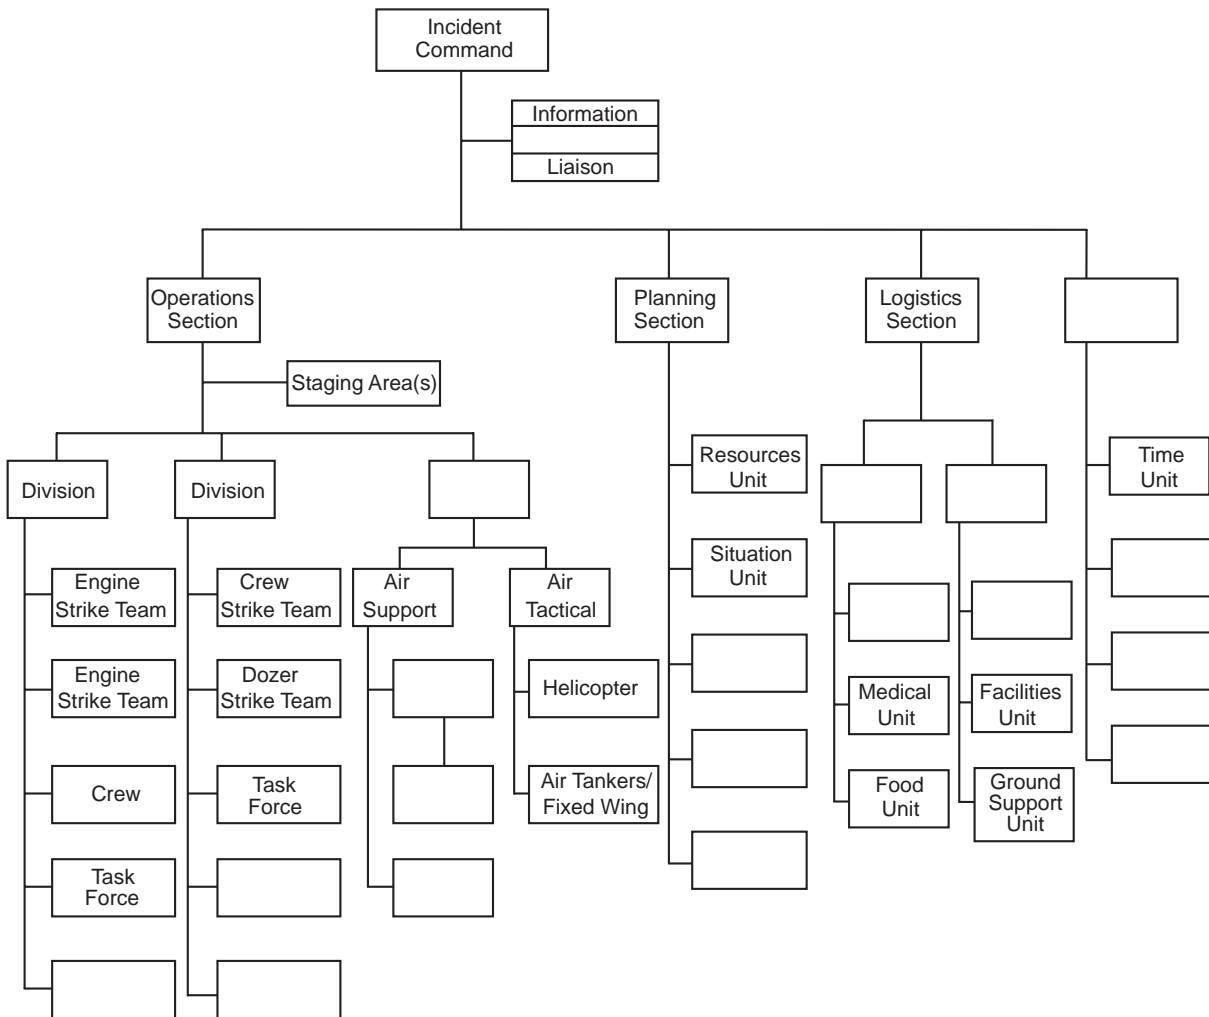 Incident
Command
Information
Liaison
Operations
Section
Planning
Section
Logistics
Section
Staging Area(s)
Division
Division
Resources
Unit
Time
Unit
Engine
Strike Team
Crew
Strike Team
Air
Support
Air
Tactical
Situation
Unit
Engine
Strike Team
Dozer
Strike Team
Helicopter
Medical
Unit
Facilities
Unit
Crew
Task
Force
Air Tankers/
Fixed Wing
Food
Unit
Ground
Support
Unit
Task
Force